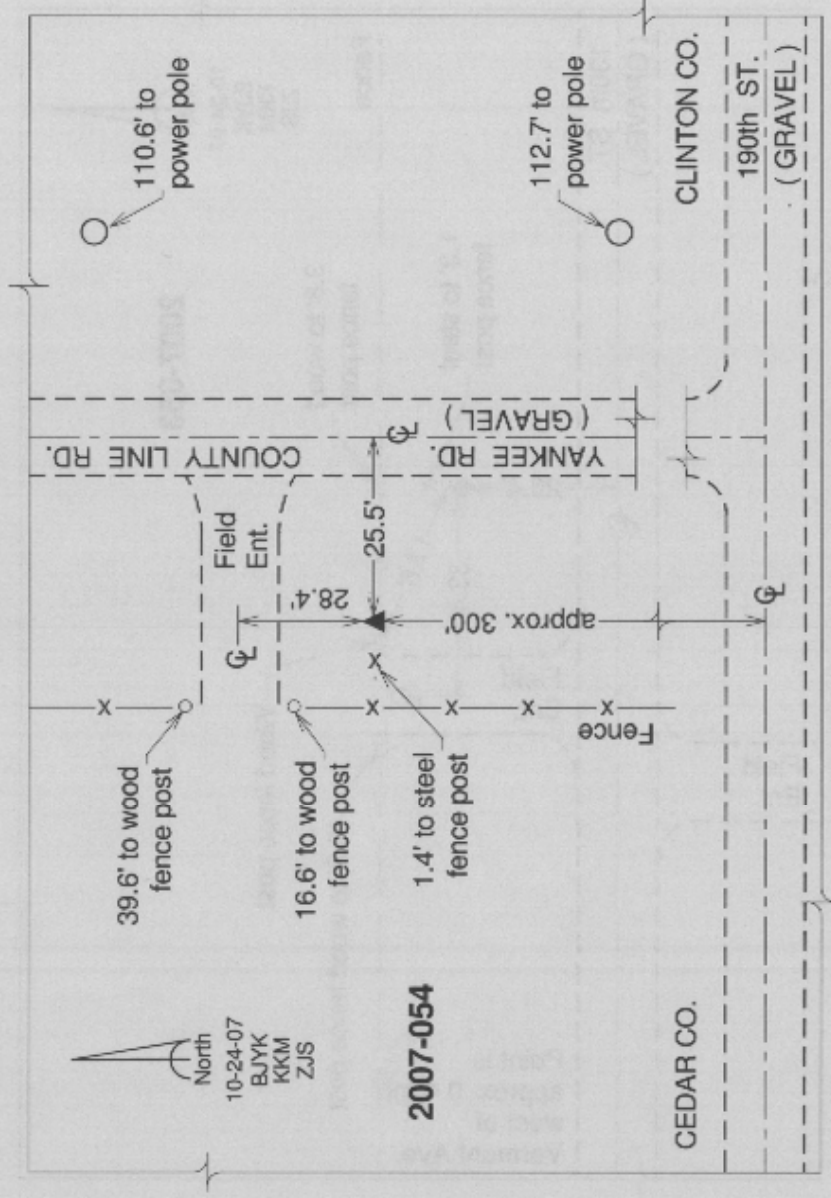 North
10-24-07
BJYK
KKM
ZJS
2007-054
CEDAR CO.
39.6' to wood
fence post
16.6' to wood
fence post
1.4' to steel
fence post
Fence
x
x
x
x
x
x
Field
Ent.
28.4'
25.5'
approx. 300'
CL
CL
CL
COUNTY LINE RD.
YANKEE RD.
( GRAVEL )
110.6' to
power pole
112.7' to
power pole
CLINTON CO.
190th ST.
( GRAVEL )